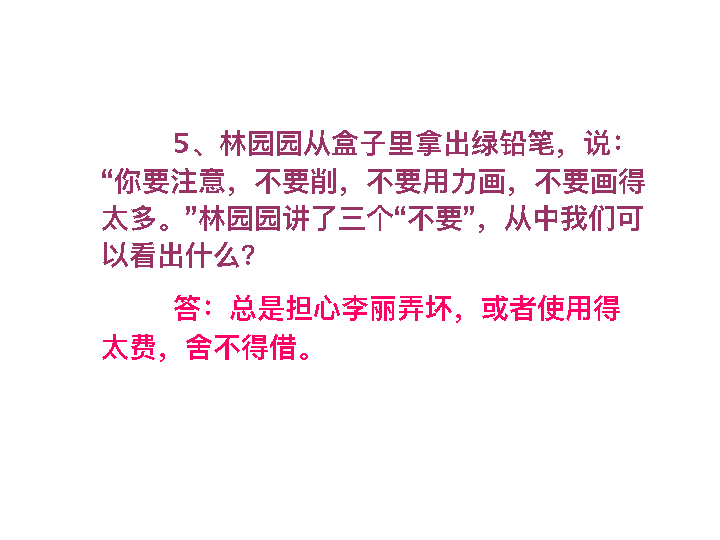 5、林园园从盒子里拿出绿铅笔，说：
“你要注意，不要削，不要用力画，不要画得
太多。”林园园讲了三个“不要”，从中我们可
以看出什么？
答：总是担心李丽弄坏，或者使用得
太费，舍不得借。